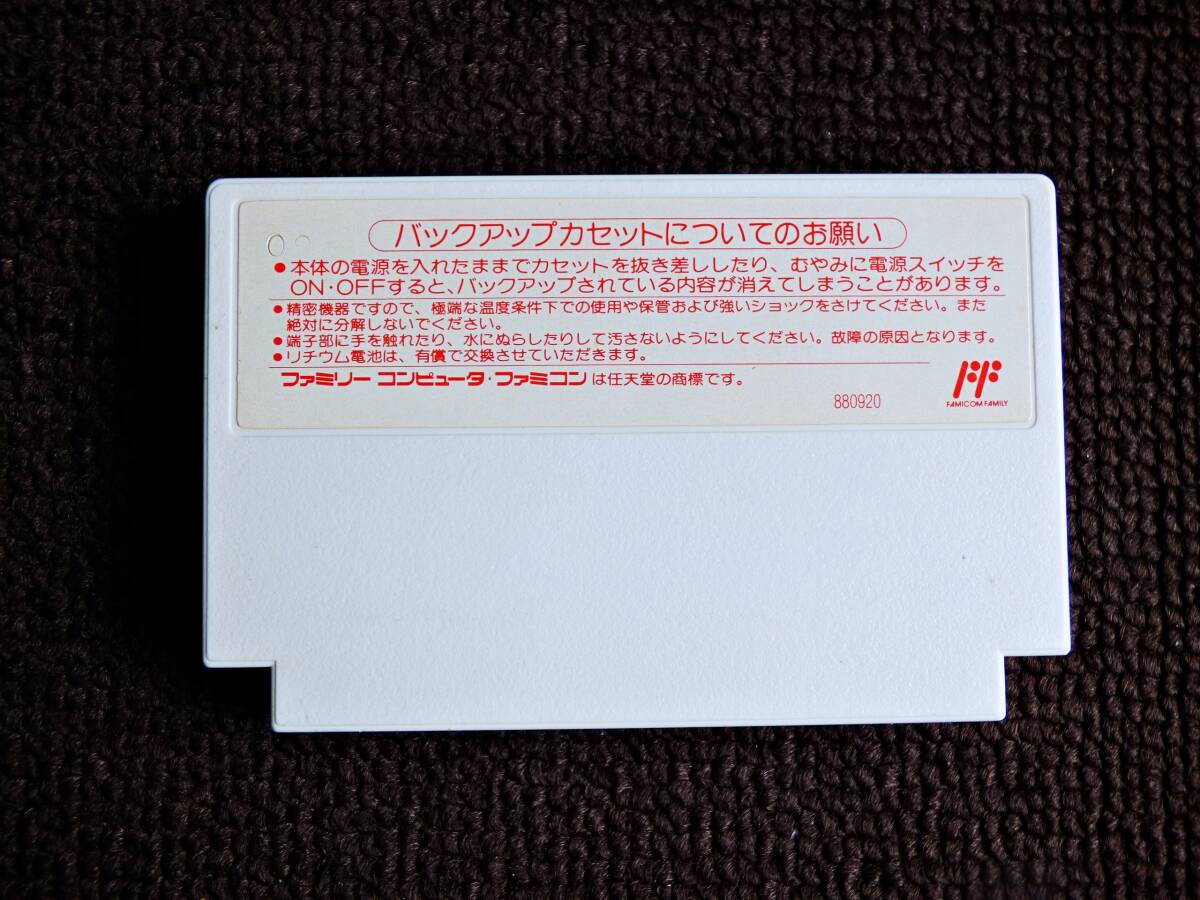 バックアップカセットについてのお願い
●本体の電源を入れたままでカセットを抜き差ししたり、むやみに電源スイッチを
ON・OFFすると、バックアップされている内容が消えてしまうことがあります。
●精密機器ですので、極端な温度条件下での使用や保管および強いショックをさけてください。また
絶対に分解しないでください。
●端子部に手を触れたり、水にぬらしたりして汚さないようにしてください。故障の原因となります。
●リチウム電池は、有償で交換させていただきます。
ファミリーコンピュータ・ファミコンは任天堂の商標です。
880920
FAMICOM FAMILY